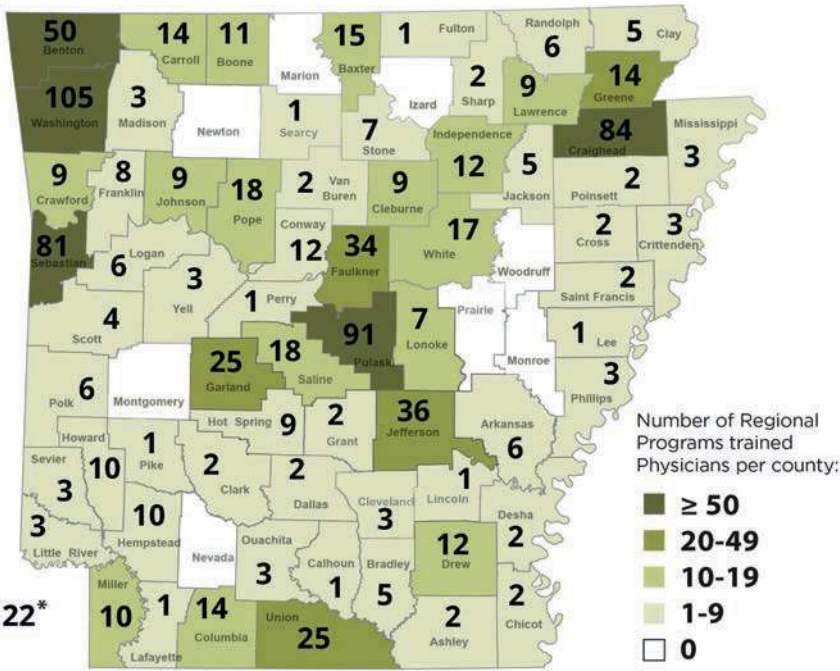 50
Benton
14
Carroll
11
Boone
Marion
15
Baxter
1 Fulton
Randolph
6
5 Clay
105
Washington
3
Madison
Newton
1
Searcy
7
Stone
Izard
2
Sharp
9
Lawrence
14
Greene
84
Craighead
Mississippi
3
Independence
12
5
Jackson
2
Poinsett
9
Crawford
8
Franklin
9
Johnson
18
Pope
2 Van
Buren
9
Cleburne
17
White
Woodruff
2
Cross
3
Crittenden
81
Sebastian
Logan
6
3
Yell
Conway
12
34
Faulkner
2
Saint Francis
1 Perry
91
Pulaski
7
Lonoke
Prairie
Monroe
1 Lee
3
Phillips
4
Scott
25
Garland
18
Saline
6
Polk
Montgomery
Hot Spring 9
2
Grant
36
Jefferson
Arkansas
6
Howard
10
Sevier
3
1
Pike
2
Clark
2
Dallas
Cleveland
3
1
Lincoln
Desha
2
3
Little River
10
Hempstead
Nevada
Ouachita
3
Calhoun
1
Bradley
5
12
Drew
Miller
10
1
Lafayette
14
Columbia
Union
25
2
Ashley
2
Chicot
22*
Number of Regional
Programs trained
Physicians per county:
≥ 50
20-49
10-19
1-9
0